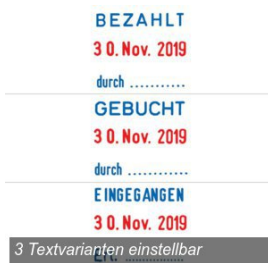 BEZAHLT
30. Nov. 2019
durch ...........
GEBUCHT
30. Nov. 2019
durch ...........
EINGEGANGEN
30. Nov. 2019
3 Textvarianten einstellbar